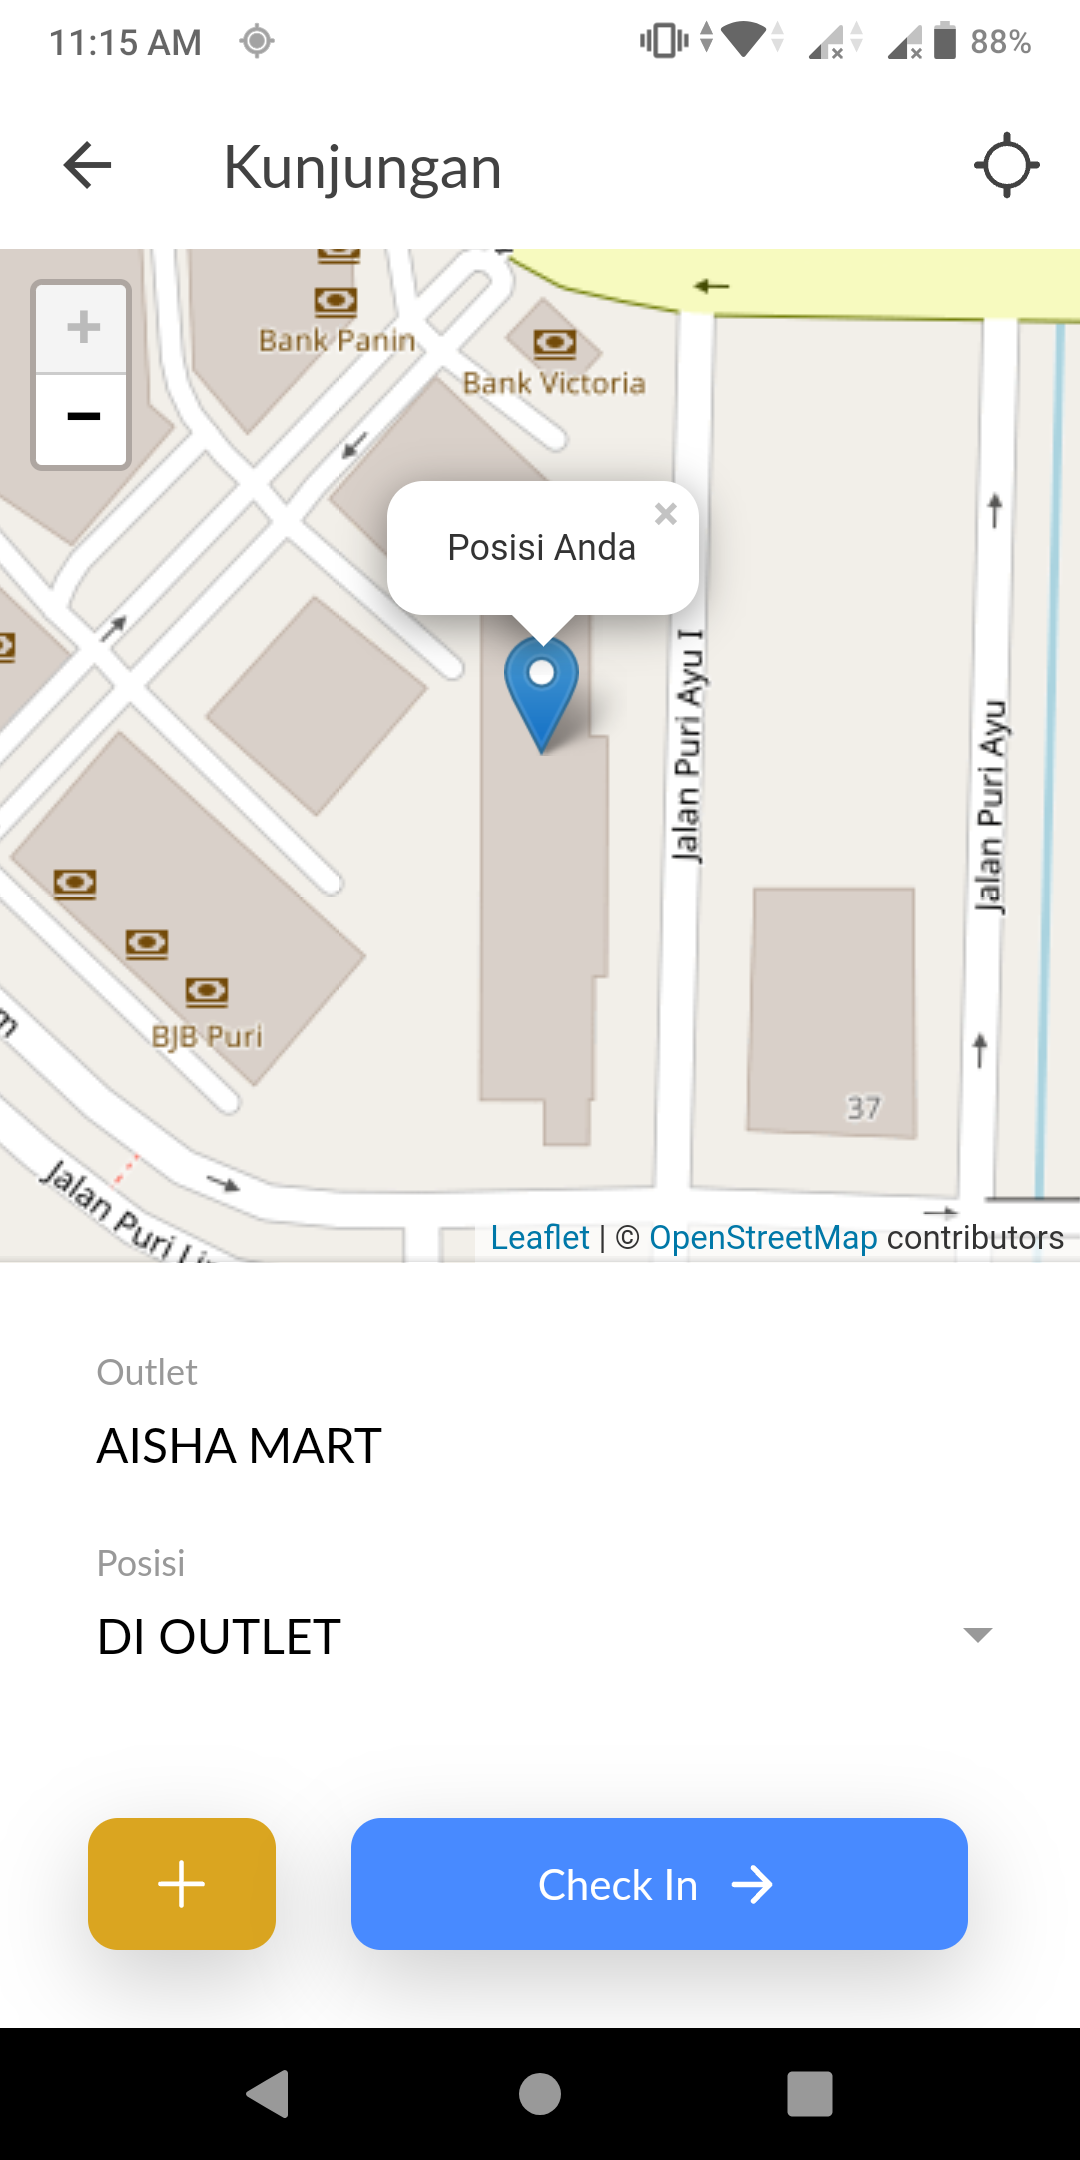 11:15 AM
88%
Kunjungan
Bank Panin
Bank Victoria
+
−
Posisi Anda
×
Jalan Puri Ayu I
Jalan Puri Ayu
BJB Puri
37
m
Jalan Puri Li
Leaflet | © OpenStreetMap contributors
Outlet
AISHA MART
Posisi
DI OUTLET
+
Check In →